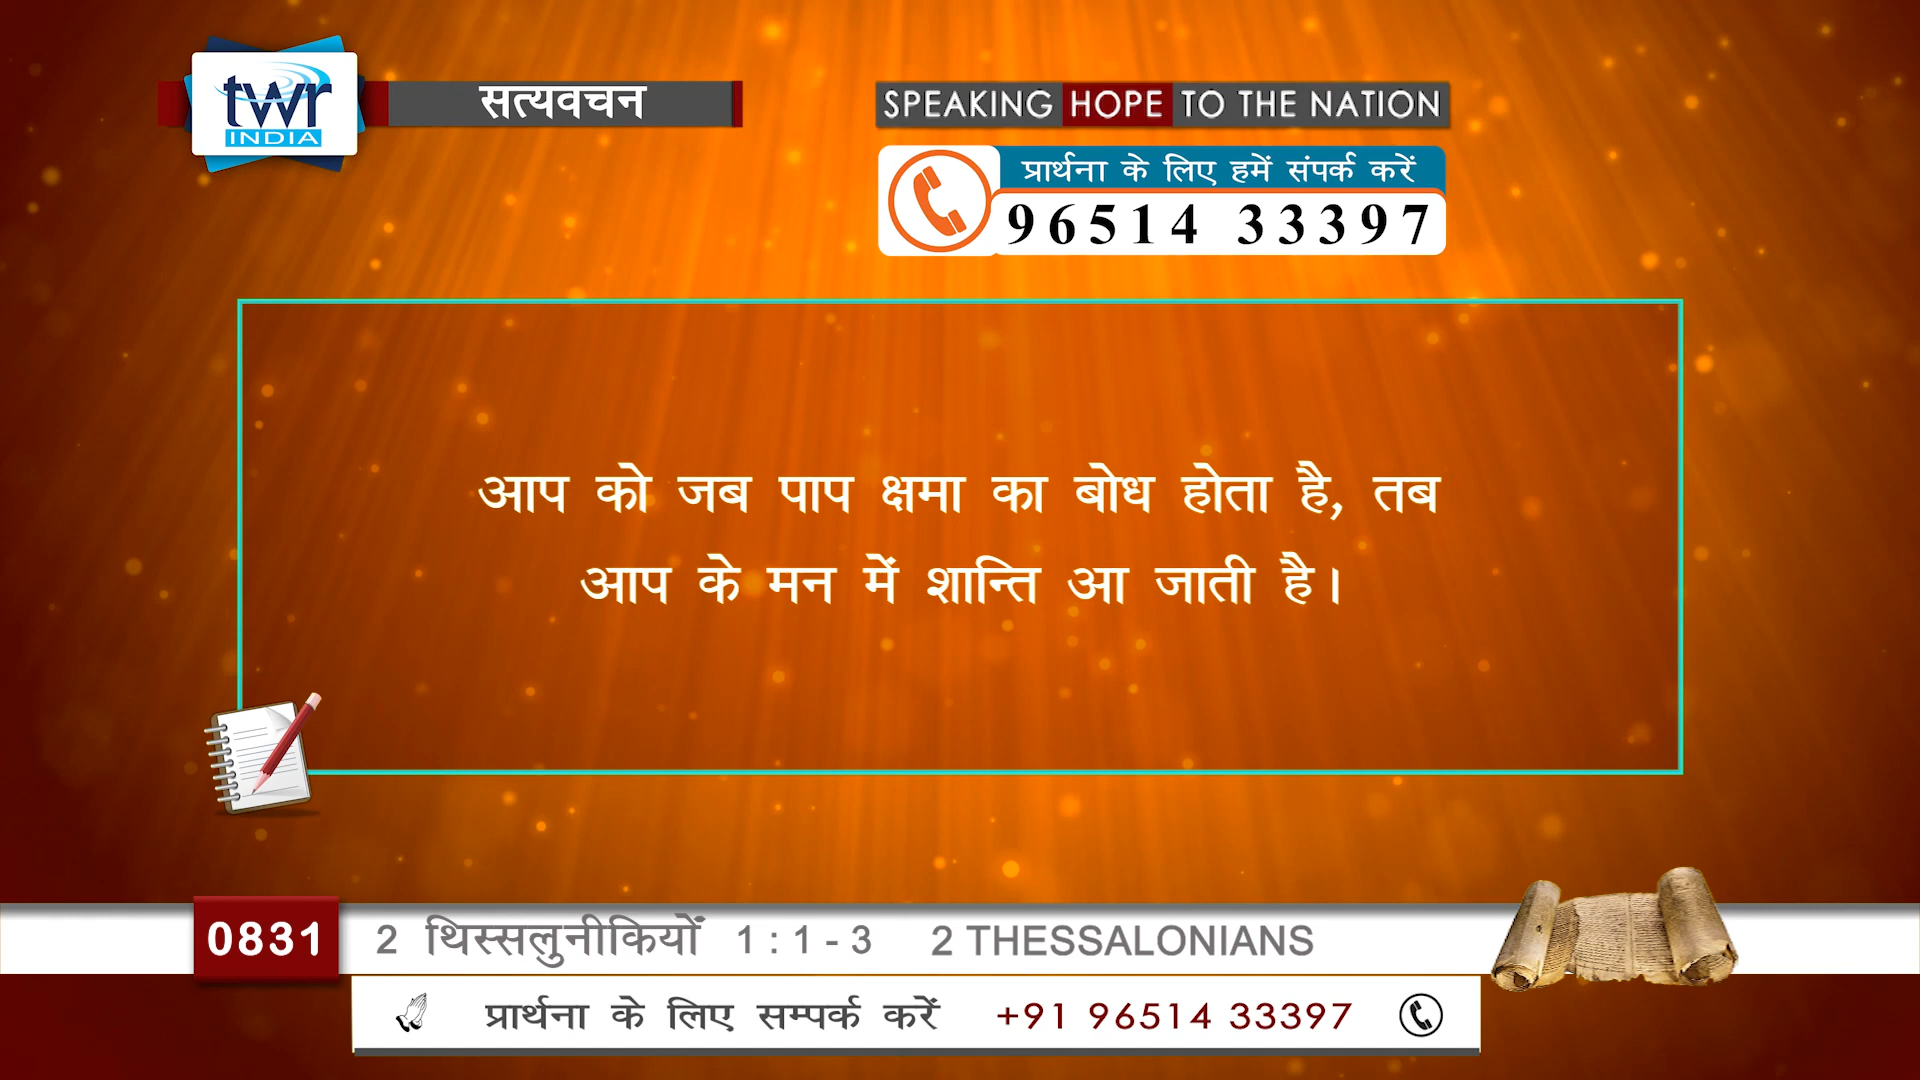 twr
INDIA
सत्यवचन
SPEAKING HOPE TO THE NATION
प्रार्थना के लिए हमें संपर्क करें
96514 33397
आप को जब पाप क्षमा का बोध होता है, तब
आप के मन में शान्ति आ जाती है।
0831
2 थिस्सलुनीकियों 1 : 1 - 3 2 THESSALONIANS
प्रार्थना के लिए सम्पर्क करें +91 96514 33397